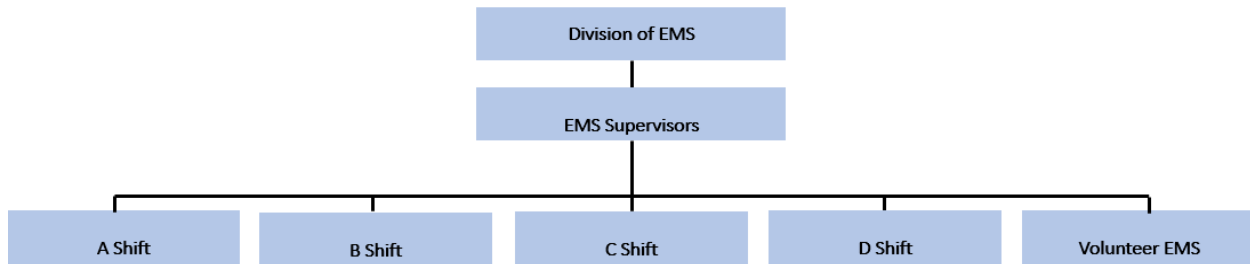 Division of EMS
EMS Supervisors
A Shift
B Shift
C Shift
D Shift
Volunteer EMS